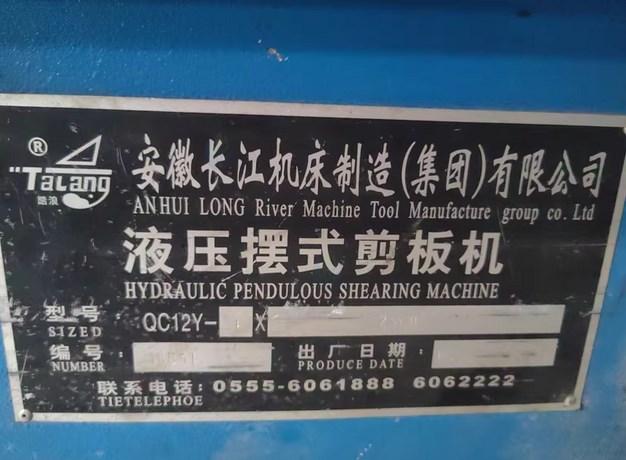 ®
"Talang
踏浪
安徽长江机床制造(集团)有限公司
ANHUI LONG River Machine Tool Manufacture group co. Ltd
液压摆式剪板机
HYDRAULIC PENDULOUS SHEARING MACHINE
型号: QC12Y- X
SIZED
编号: 出厂日期:
NUMBER PRODUCE DATE
联系电话: 0555-6061888 6062222
TIETELEPHOE